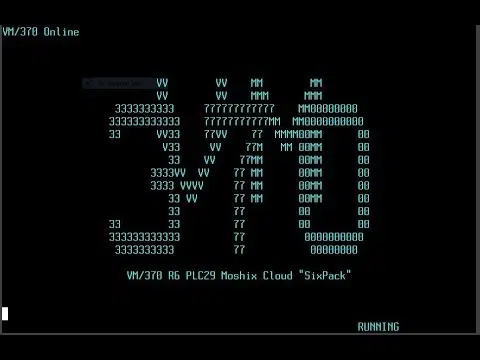 VM/370 Online
VV        VV    MM        MM
VV        VV    MMM      MMM
3333333333     777777777777    MM00000000
333333333333    77777777777MM  MM0000000000
33      VV33    77VV    77  MMMM00MM      00
V33      VV   77M   MM 00MM      00
33    VV    77MM      00MM      00
3333VV  VV     77 MM      00MM      00
3333 VVVV     77 MM      00MM      00
33 VV      77 MM      00MM      00
33         77         00        00
33      33         77         00        00
333333333333         77          0000000000
3333333333          77           00000000
VM/370 R6 PLC29 Moshix Cloud "SixPack"
RUNNING